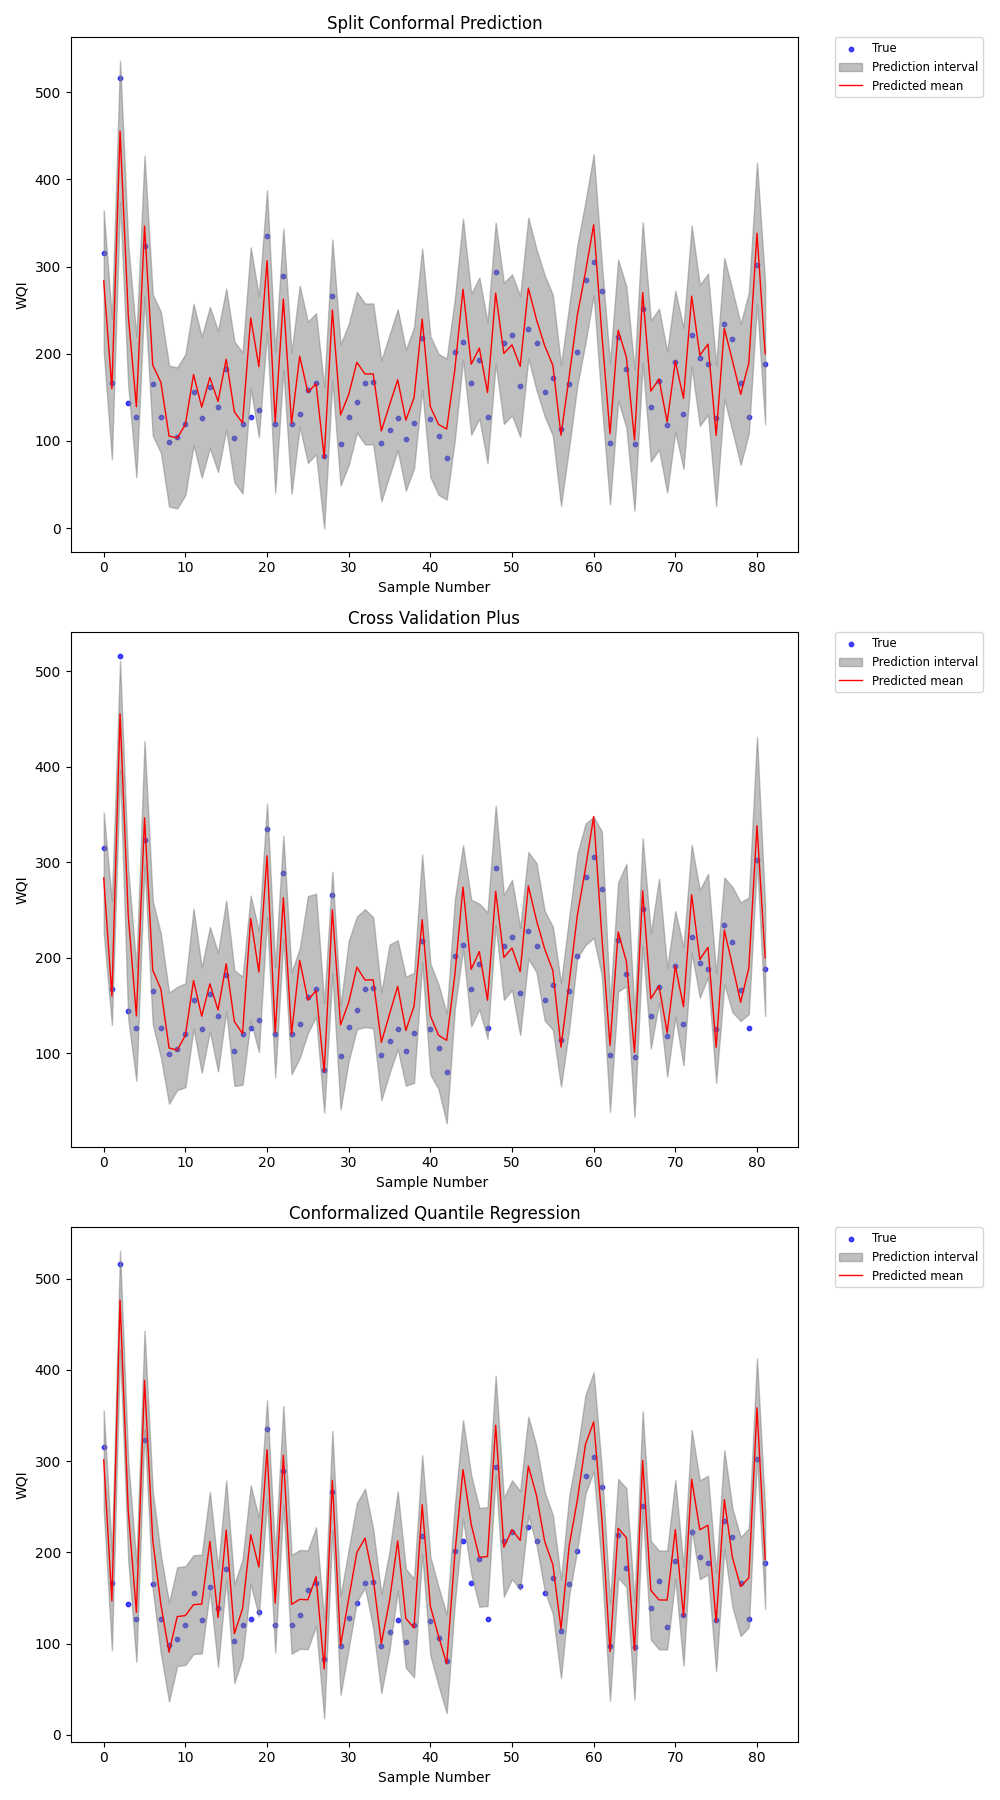 Split Conformal Prediction
True
Prediction interval
Predicted mean
WQI
500
400
300
200
100
0
0 10 20 30 40 50 60 70 80
Sample Number
Cross Validation Plus
True
Prediction interval
Predicted mean
WQI
500
400
300
200
100
0 10 20 30 40 50 60 70 80
Sample Number
Conformalized Quantile Regression
True
Prediction interval
Predicted mean
WQI
500
400
300
200
100
0
0 10 20 30 40 50 60 70 80
Sample Number